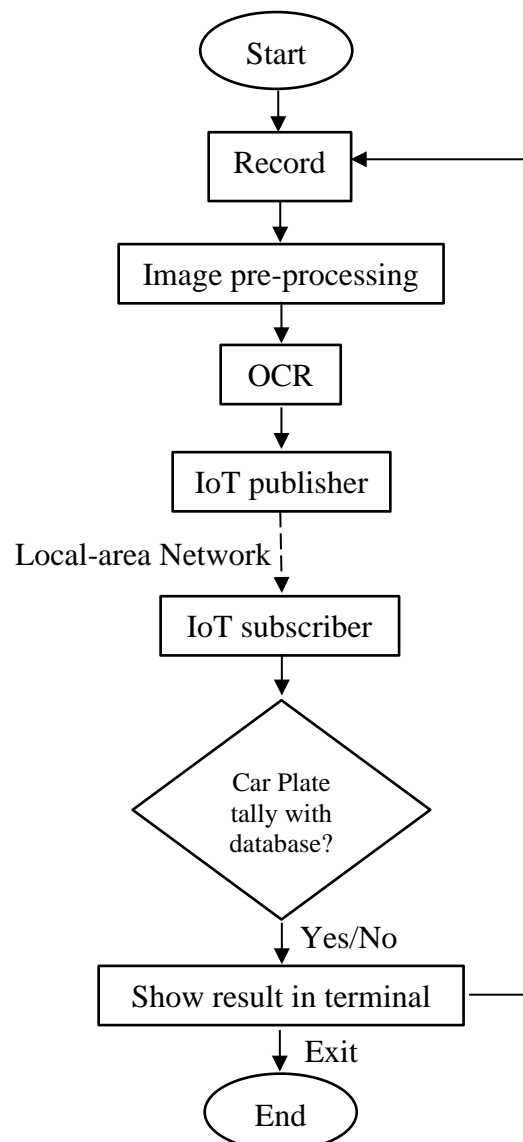 Start
Record
Image pre-processing
OCR
IoT publisher
Local-area Network
IoT subscriber
Car Plate
tally with
database?
Yes/No
Show result in terminal
Exit
End